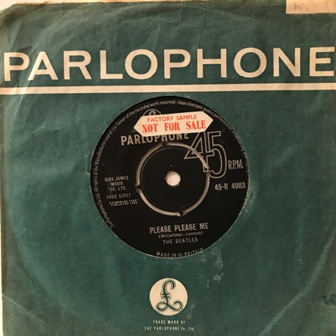 PARLOPHONE
FACTORY SAMPLE
NOT FOR SALE
PARLOPHONE
45 R.P.M.
DICK JAMES
MUSIC
CO. LTD.
45-R 4983
PLEASE PLEASE ME
(McCartney—Lennon)
THE BEATLES
MADE IN GT. BRITAIN
TRADE MARK OF
THE PARLOPHONE Co., LTD.